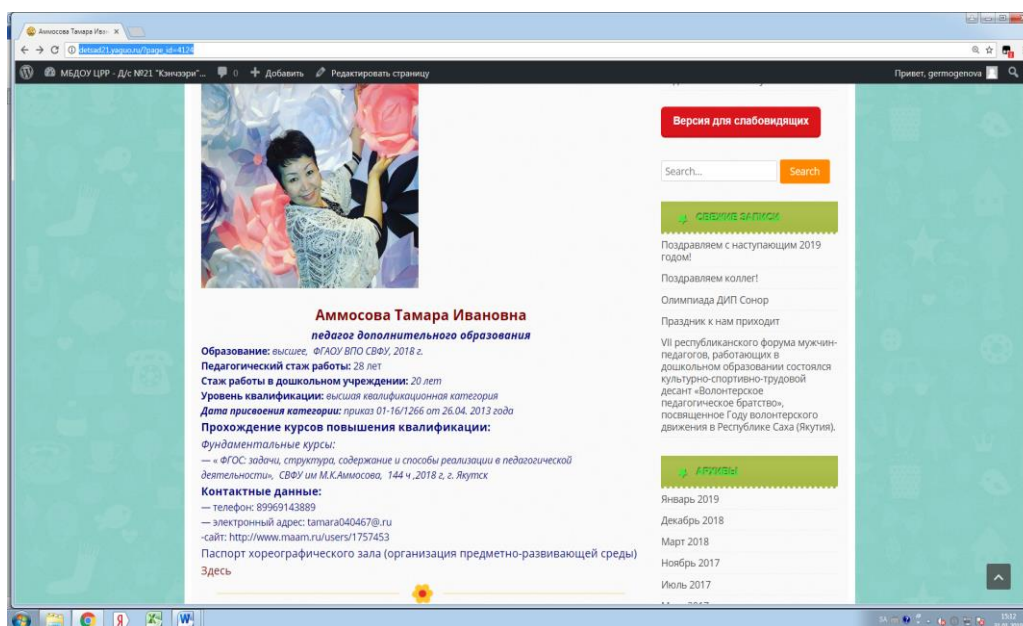 Аммосова Тамара Иван
detsad21.yaguo.ru/?page_id=4124
МБДОУ ЦРР - Д/с №21 "Кэнчээри"... 0 + Добавить Редактировать страницу
Привет, germogenova
Аммосова Тамара Ивановна
педагог дополнительного образования
Образование: высшее, ФГАОУ ВПО СВФУ, 2018 г.
Педагогический стаж работы: 28 лет
Стаж работы в дошкольном учреждении: 20 лет
Уровень квалификации: высшая квалификационная категория
Дата присвоения категории: приказ 01-16/1266 от 26.04. 2013 года
Прохождение курсов повышения квалификации:
Фундаментальные курсы:
— « ФГОС: задачи, структура, содержание и способы реализации в педагогической
деятельности», СВФУ им М.К.Аммосова, 144 ч ,2018 г, г. Якутск
Контактные данные:
— телефон: 89969143889
— электронный адрес: tamara040467@.ru
-сайт: http://www.maam.ru/users/1757453
Паспорт хореографического зала (организация предметно-развивающей среды)
Здесь
Версия для слабовидящих
Search...
Search
СВЕЖИЕ ЗАПИСИ
Поздравляем с наступающим 2019
годом!
Поздравляем коллег!
Олимпиада ДИП Сонор
Праздник к нам приходит
VII республиканского форума мужчин-
педагогов, работающих в
дошкольном образовании состоялся
культурно-спортивно-трудовой
десант «Волонтерское
педагогическое братство»,
посвященное Году волонтерского
движения в Республике Саха (Якутия).
АРХИВЫ
Январь 2019
Декабрь 2018
Март 2018
Ноябрь 2017
Июль 2017
SA
15:12